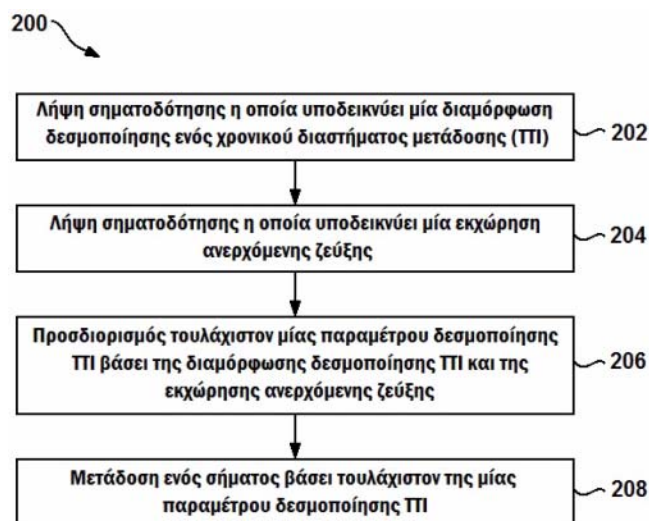 200
Λήψη σηματοδότησης η οποία υποδεικνύει μία διαμόρφωση
δεσμοποίησης ενός χρονικού διαστήματος μετάδοσης (TTI)
202
Λήψη σηματοδότησης η οποία υποδεικνύει μία εκχώρηση
ανερχόμενης ζεύξης
204
Προσδιορισμός τουλάχιστον μίας παραμέτρου δεσμοποίησης
TTI βάσει της διαμόρφωσης δεσμοποίησης TTI και της
εκχώρησης ανερχόμενης ζεύξης
206
Μετάδοση ενός σήματος βάσει τουλάχιστον της μίας
παραμέτρου δεσμοποίησης TTI
208